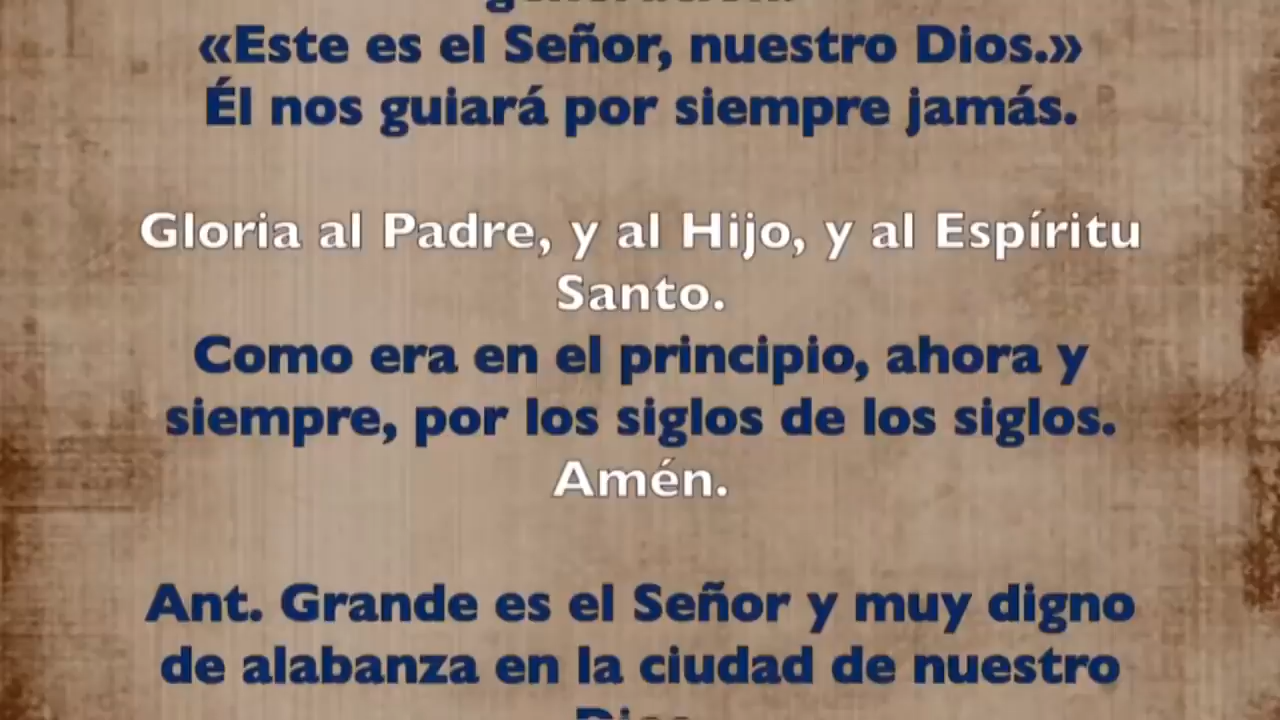 «Este es el Señor, nuestro Dios.»
Él nos guiará por siempre jamás.
Gloria al Padre, y al Hijo, y al Espíritu
Santo.
Como era en el principio, ahora y
siempre, por los siglos de los siglos.
Amén.
Ant. Grande es el Señor y muy digno
de alabanza en la ciudad de nuestro